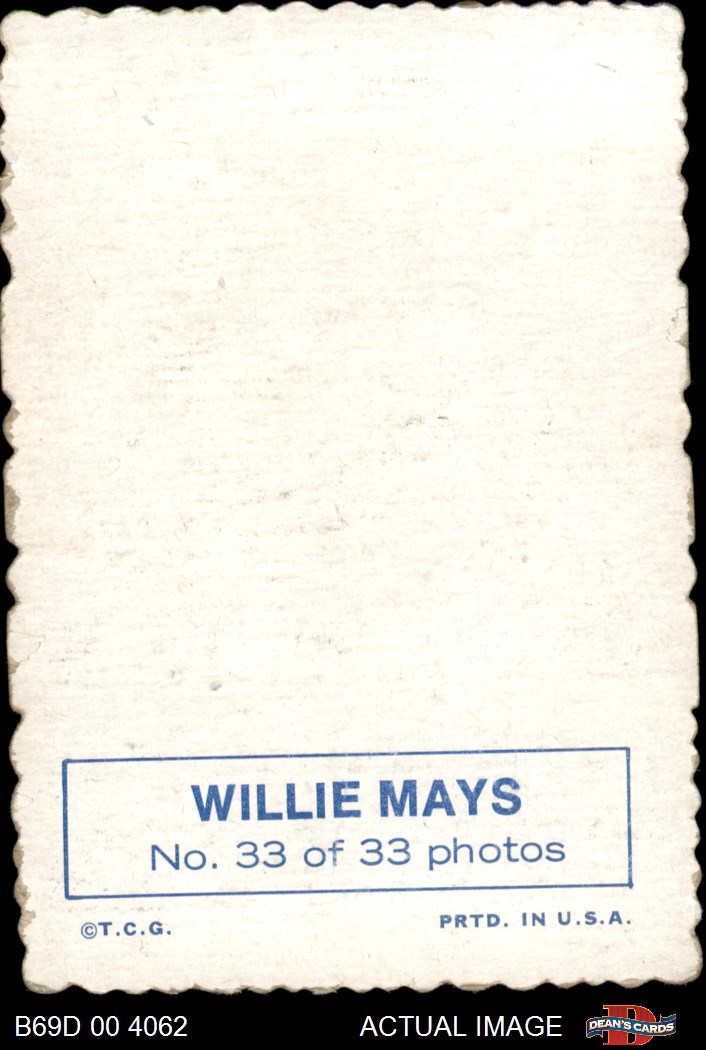 WILLIE MAYS
No. 33 of 33 photos
©T.C.G.
PRTD. IN U.S.A.
B69D 00 4062
ACTUAL IMAGE
D
DEAN'S CARDS